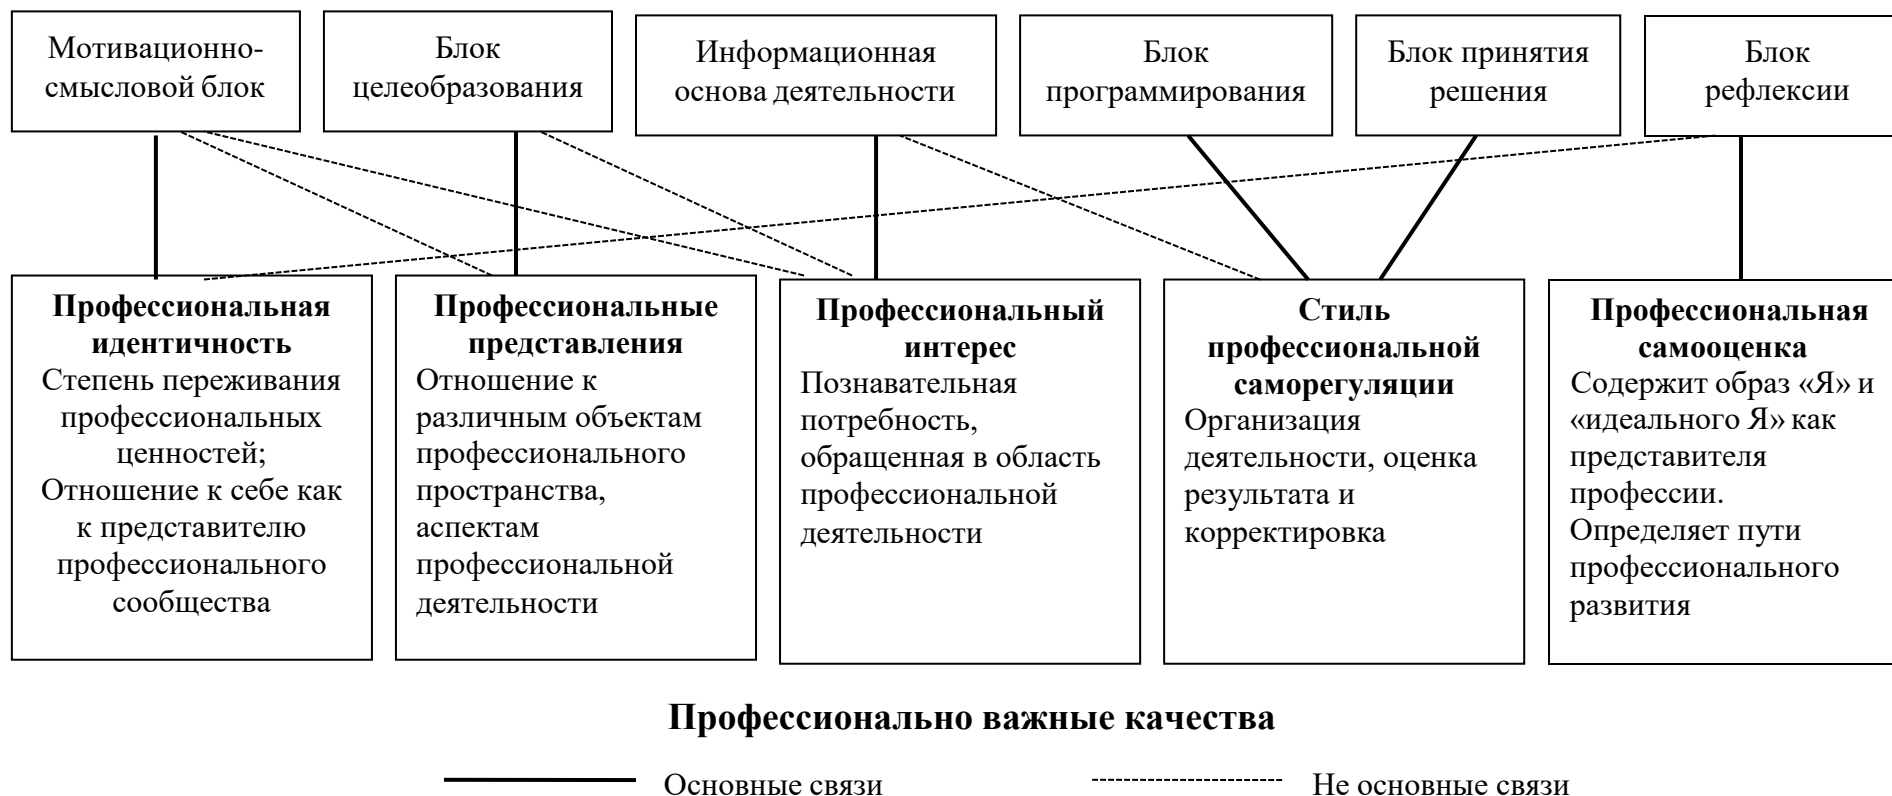 Мотивационно-
смысловой блок
Блок
целеобразования
Информационная
основа деятельности
Блок
программирования
Блок принятия
решения
Блок
рефлексии
Профессиональная
идентичность
Степень переживания
профессиональных
ценностей;
Отношение к себе как
к представителю
профессионального
сообщества
Профессиональные
представления
Отношение к
различным объектам
профессионального
пространства,
аспектам
профессиональной
деятельности
Профессиональный
интерес
Познавательная
потребность,
обращенная в область
профессиональной
деятельности
Стиль
профессиональной
саморегуляции
Организация
деятельности, оценка
результата и
корректировка
Профессиональная
самооценка
Содержит образ «Я» и
«идеального Я» как
представителя
профессии.
Определяет пути
профессионального
развития
Профессионально важные качества
Основные связи
Не основные связи